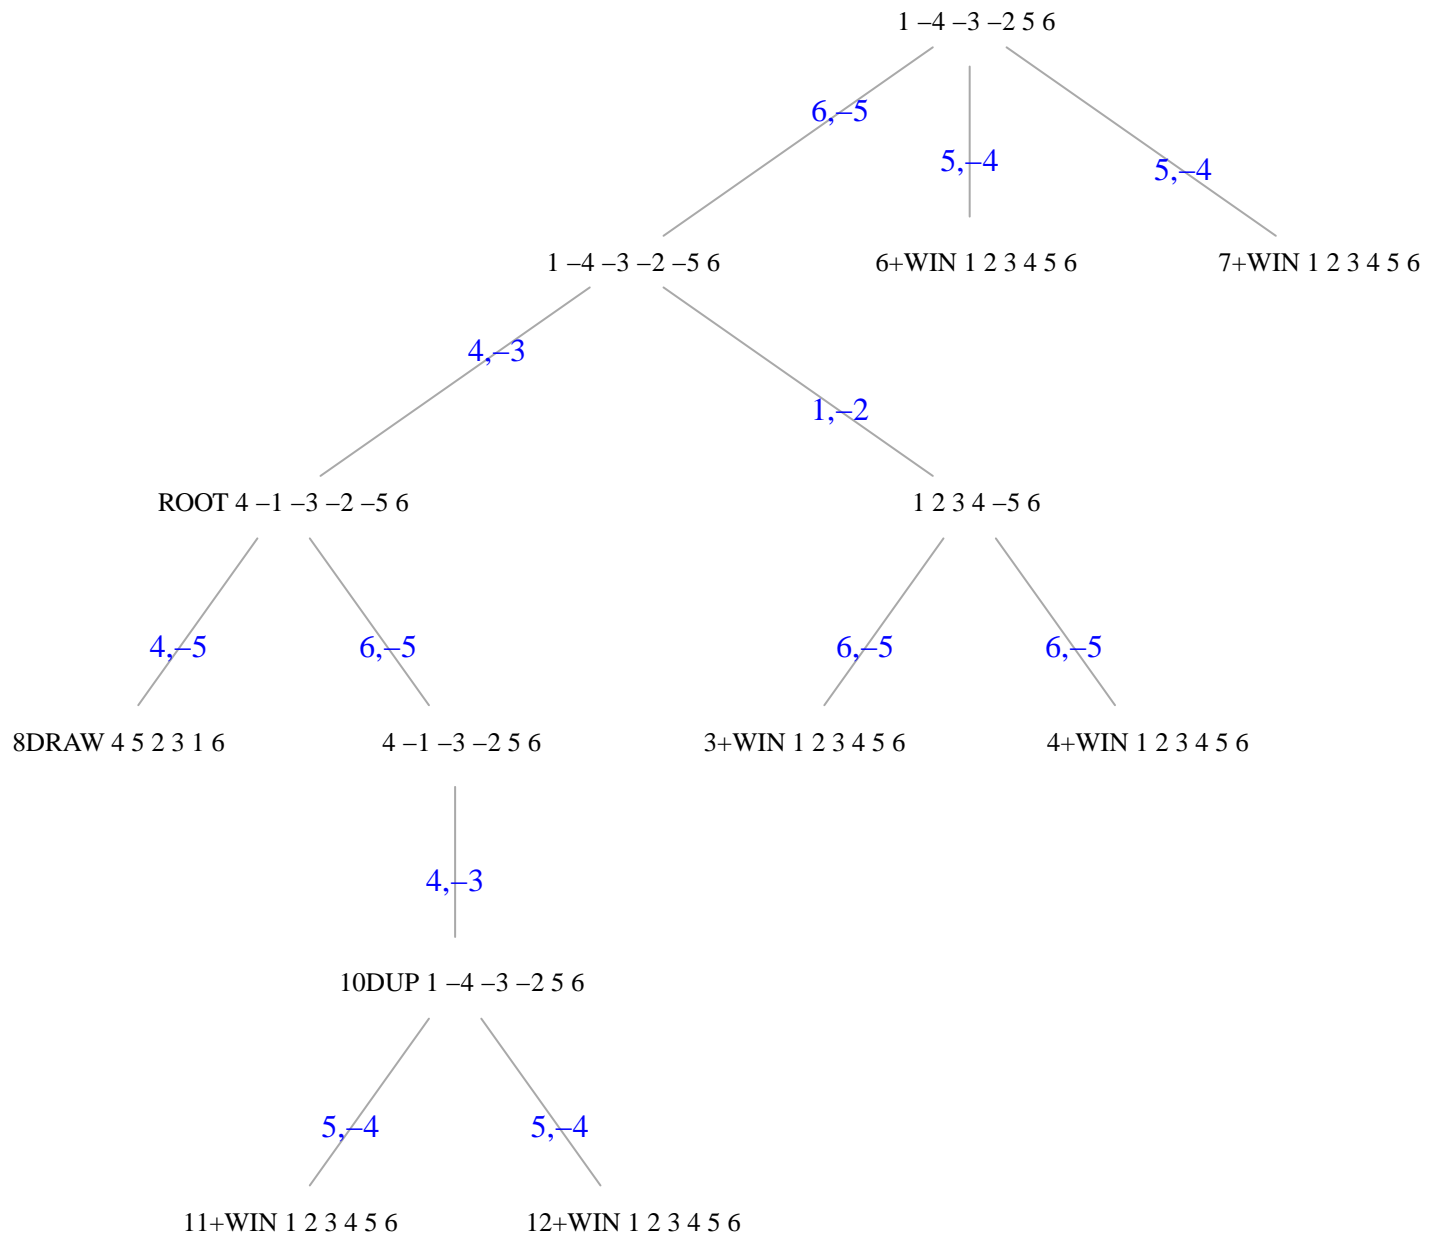 1 –4 –3 –2 5 6
6,–5
5,–4
5,–4
1 –4 –3 –2 –5 6
6+WIN 1 2 3 4 5 6
7+WIN 1 2 3 4 5 6
4,–3
1,–2
ROOT 4 –1 –3 –2 –5 6
1 2 3 4 –5 6
4,–5
6,–5
6,–5
6,–5
8DRAW 4 5 2 3 1 6
4 –1 –3 –2 5 6
3+WIN 1 2 3 4 5 6
4+WIN 1 2 3 4 5 6
4,–3
10DUP 1 –4 –3 –2 5 6
5,–4
5,–4
11+WIN 1 2 3 4 5 6
12+WIN 1 2 3 4 5 6